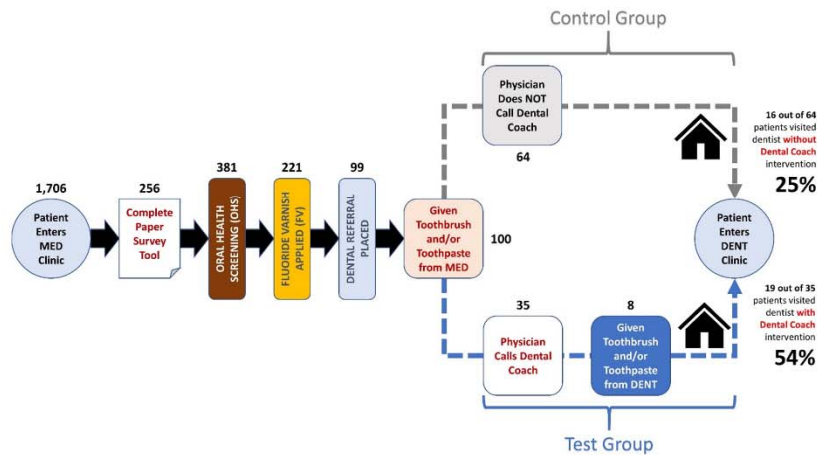 Control Group
Physician
Does NOT
Call Dental
Coach
64
1,706
Patient
Enters
MED
Clinic
256
Complete
Paper
Survey
Tool
381
ORAL HEALTH
SCREENING (OHS)
221
FLUORIDE VARNISH
APPLIED (FV)
99
DENTAL REFERRAL
PLACED
Given
Toothbrush
and/or
Toothpaste
from MED
100
35
Physician
Calls Dental
Coach
8
Given
Toothbrush
and/or
Toothpaste
from DENT
16 out of 64
patients visited
dentist without
Dental Coach
intervention
25%
Patient
Enters
DENT
Clinic
19 out of 35
patients visited
dentist with
Dental Coach
intervention
54%
Test Group